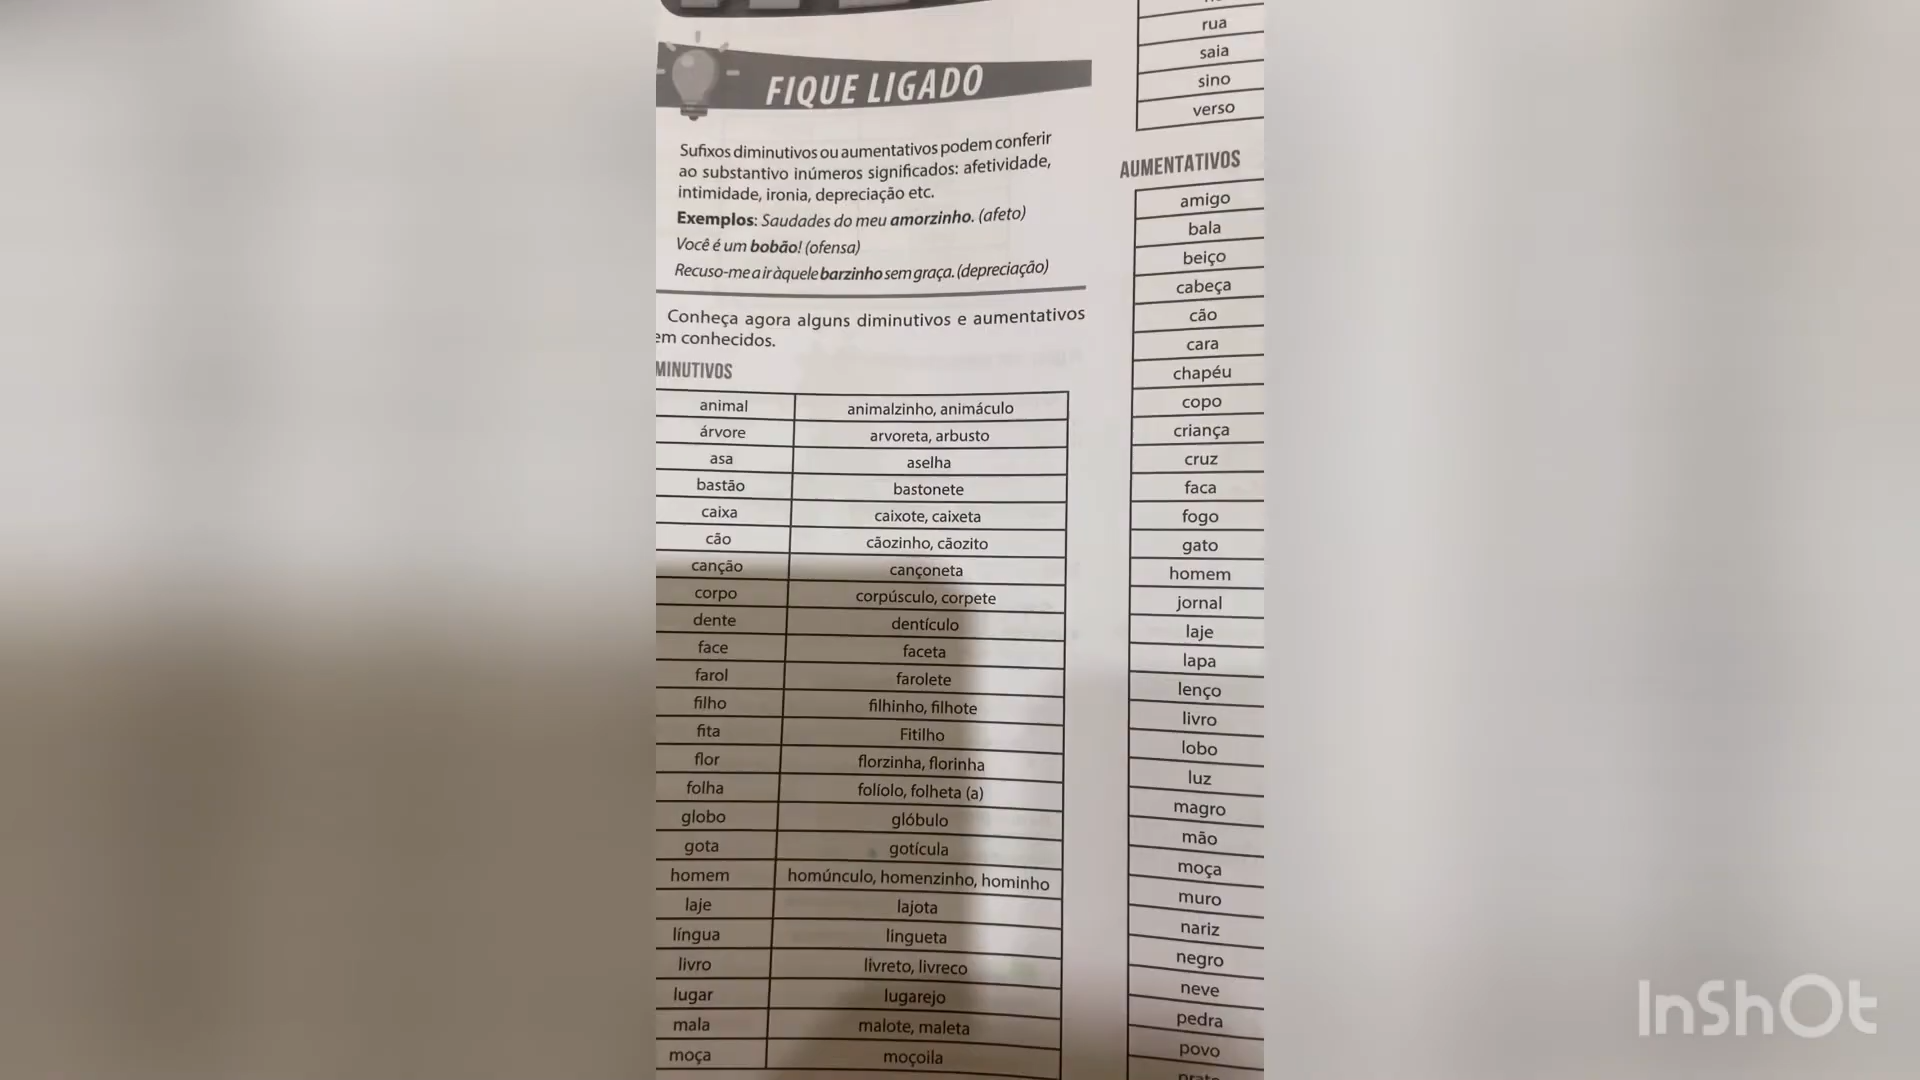 FIQUE LIGADO
Sufixos diminutivos ou aumentativos podem conferir
ao substantivo inúmeros significados: afetividade,
intimidade, ironia, depreciação etc.
Exemplos: Saudades do meu amorzinho. (afeto)
Você é um bobão! (ofensa)
Recuso-me a ir àquele barzinho sem graça. (depreciação)
Conheça agora alguns diminutivos e aumentativos
em conhecidos.
MINUTIVOS
animal animalzinho, animáculo
árvore arvoreta, arbusto
asa aselha
bastão bastonete
caixa caixote, caixeta
cão cãozinho, cãozito
canção cançoneta
corpo corpúsculo, corpete
dente dentículo
face faceta
farol farolete
filho filhinho, filhote
fita Fitilho
flor florzinha, florinha
folha folíolo, folheta (a)
globo glóbulo
gota gotícula
homem homúnculo, homenzinho, hominho
laje lajota
língua lingueta
livro livreto, livreco
lugar lugarejo
mala malote, maleta
moça moçoila
rua
saia
sino
verso
AUMENTATIVOS
amigo
bala
beiço
cabeça
cão
cara
chapéu
copo
criança
cruz
faca
fogo
gato
homem
jornal
laje
lapa
lenço
livro
lobo
luz
magro
mão
moça
muro
nariz
negro
neve
pedra
povo
InShOt